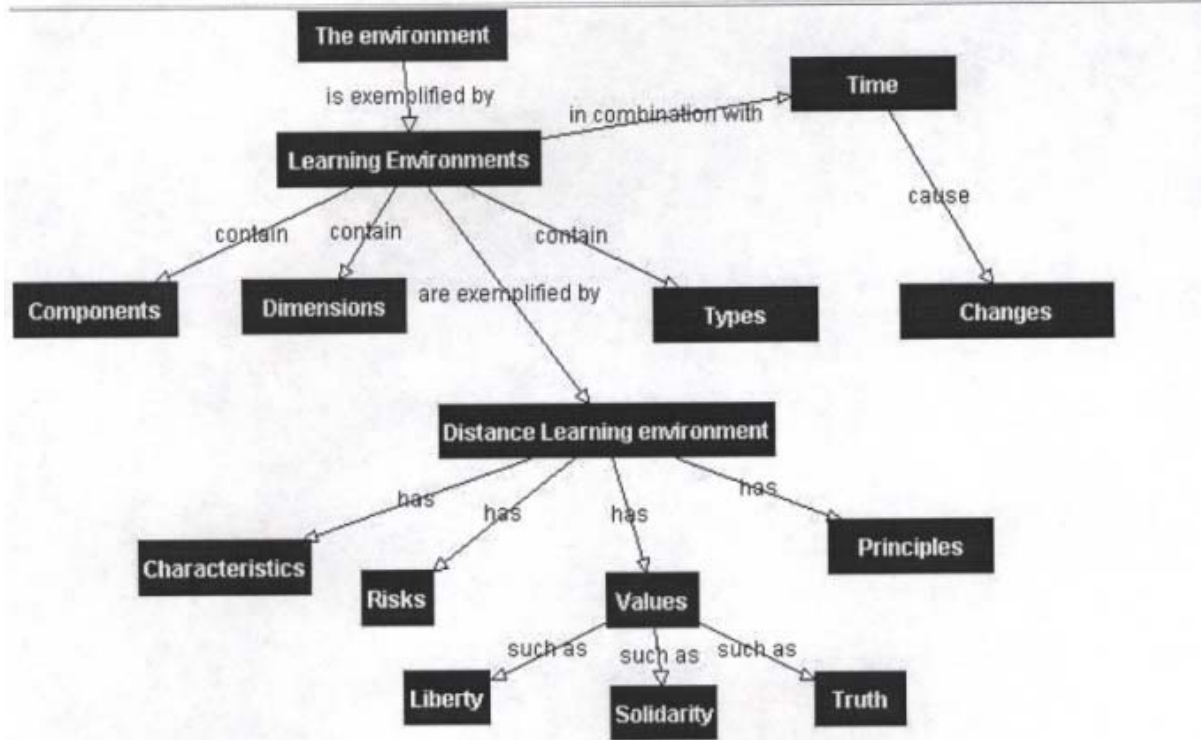 The environment
Time
is exemplified by
in combination with
Learning Environments
cause
contain
contain
contain
are exemplified by
Components
Dimensions
Types
Changes
Distance Learning environment
has
has
has
has
Characteristics
Risks
Values
Principles
such as
such as
such as
Liberty
Solidarity
Truth